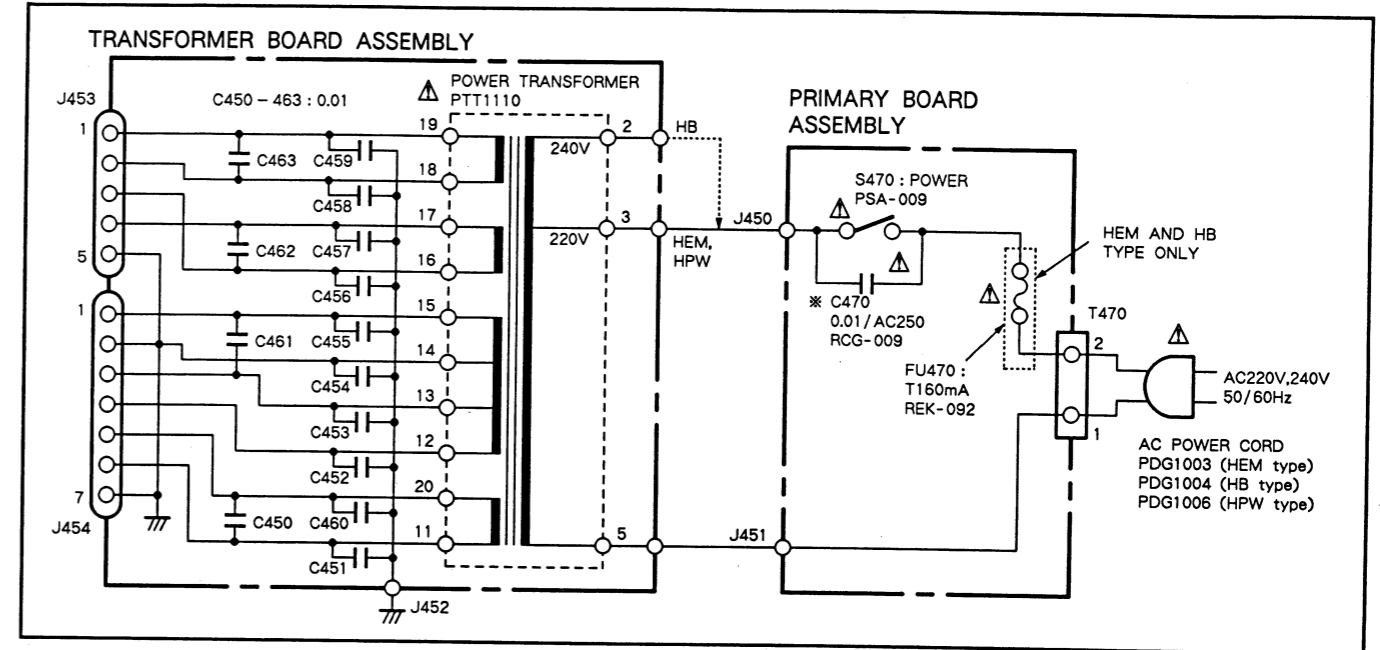 TRANSFORMER BOARD ASSEMBLY
J453
C450 – 463 : 0.01
POWER TRANSFORMER
PTT1110
PRIMARY BOARD
ASSEMBLY
1
5
1
7
J454
C463
C459
C458
C462
C457
C456
C461
C455
C454
C453
C452
C450
C460
C451
19
18
17
16
15
14
13
12
20
11
240V
220V
2
3
5
HB
HEM,
HPW
J450
J451
J452
S470 : POWER
PSA-009
※ C470
0.01/AC250
RCG-009
HEM AND HB
TYPE ONLY
FU470 :
T160mA
REK-092
T470
2
1
AC220V,240V
50/60Hz
AC POWER CORD
PDG1003 (HEM type)
PDG1004 (HB type)
PDG1006 (HPW type)